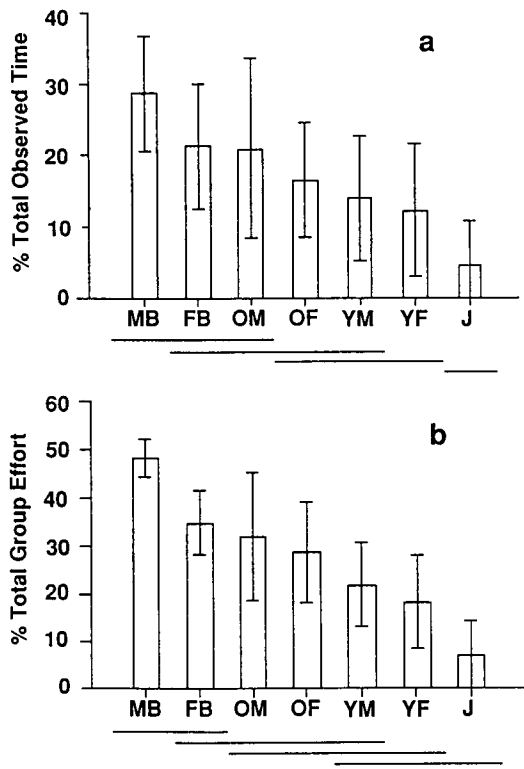 a
% Total Observed Time
40
30
20
10
0
MB FB OM OF YM YF J
b
% Total Group Effort
60
50
40
30
20
10
0
MB FB OM OF YM YF J